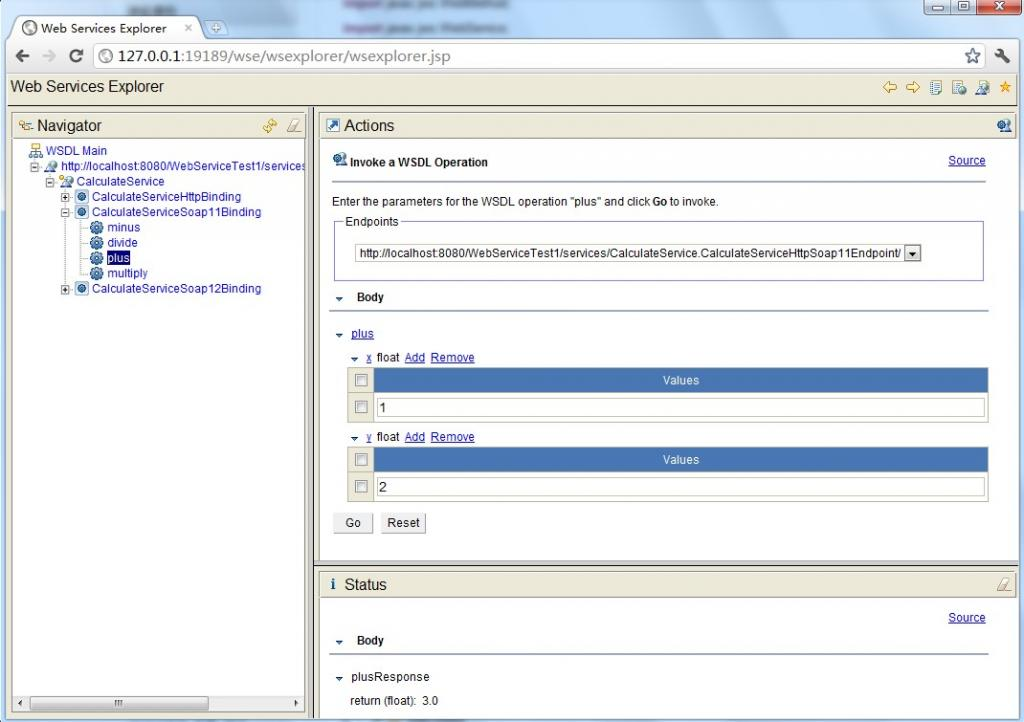 Web Services Explorer
127.0.0.1:19189/wse/wsexplorer/wsexplorer.jsp
Web Services Explorer
Navigator
WSDL Main
http://localhost:8080/WebServiceTest1/services
CalculateService
CalculateServiceHttpBinding
CalculateServiceSoap11Binding
minus
divide
plus
multiply
CalculateServiceSoap12Binding
Actions
Invoke a WSDL Operation
Source
Enter the parameters for the WSDL operation "plus" and click Go to invoke.
Endpoints
http://localhost:8080/WebServiceTest1/services/CalculateService.CalculateServiceHttpSoap11Endpoint/
Body
plus
x float Add Remove
Values
1
y float Add Remove
Values
2
Go Reset
Status
Source
Body
plusResponse
return (float): 3.0